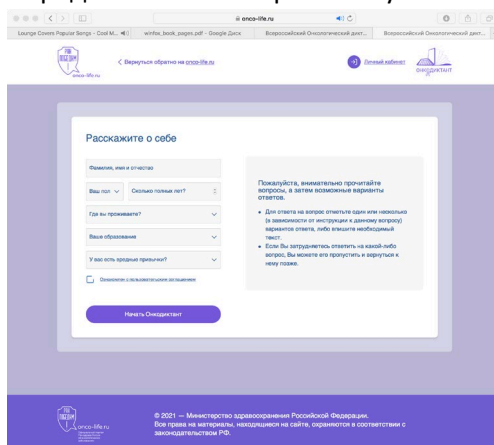 onco-life.ru
Lounge Covers Popular Songs - Cool M...
winfox_book_pages.pdf - Google Диск
Всероссийский Онкологический дикт...
Всероссийский Онкологический дикт...
onco-life.ru
Вернуться обратно на onco-life.ru
Личный кабинет
ОНКОДИКТАНТ
Расскажите о себе
Фамилия, имя и отчество
Ваш пол
Сколько полных лет?
Где вы проживаете?
Ваше образование
У вас есть вредные привычки?
Ознакомлен с пользовательским соглашением
Начать Онкодиктант
Пожалуйста, внимательно прочитайте
вопросы, а затем возможные варианты
ответов.
Для ответа на вопрос отметьте один или несколько
(в зависимости от инструкции к данному вопросу)
вариантов ответа, либо впишите необходимый
текст.
Если Вы затрудняетесь ответить на какой-либо
вопрос, Вы можете его пропустить и вернуться к
нему позже.
onco-life.ru
© 2021 — Министерство здравоохранения Российской Федерации.
Все права на материалы, находящиеся на сайте, охраняются в соответствии с
законодательством РФ.